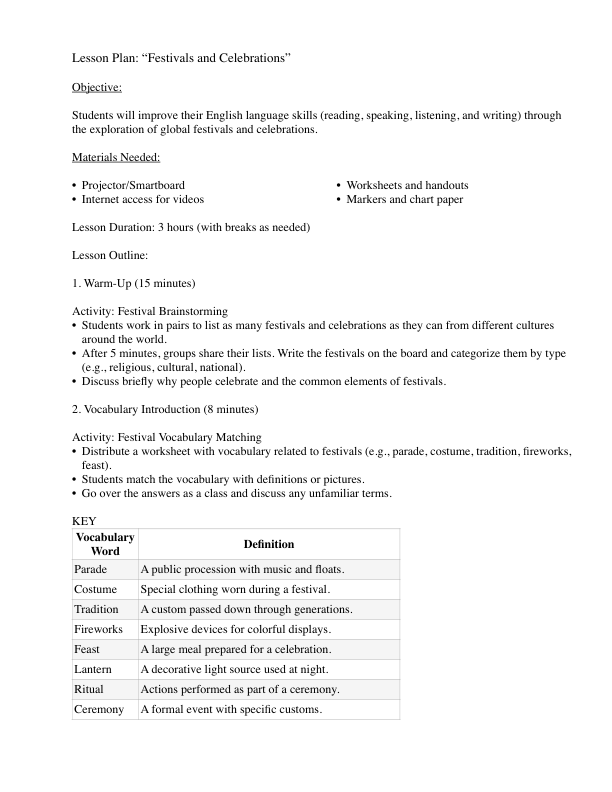 Lesson Plan: “Festivals and Celebrations”
Objective:
Students will improve their English language skills (reading, speaking, listening, and writing) through
the exploration of global festivals and celebrations.
Materials Needed:
• Projector/Smartboard
• Internet access for videos
• Worksheets and handouts
• Markers and chart paper
Lesson Duration: 3 hours (with breaks as needed)
Lesson Outline:
1. Warm-Up (15 minutes)
Activity: Festival Brainstorming
• Students work in pairs to list as many festivals and celebrations as they can from different cultures
around the world.
• After 5 minutes, groups share their lists. Write the festivals on the board and categorize them by type
(e.g., religious, cultural, national).
• Discuss briefly why people celebrate and the common elements of festivals.
2. Vocabulary Introduction (8 minutes)
Activity: Festival Vocabulary Matching
• Distribute a worksheet with vocabulary related to festivals (e.g., parade, costume, tradition, fireworks,
feast).
• Students match the vocabulary with definitions or pictures.
• Go over the answers as a class and discuss any unfamiliar terms.
KEY
Vocabulary
Word
Definition
Parade A public procession with music and floats.
Costume Special clothing worn during a festival.
Tradition A custom passed down through generations.
Fireworks Explosive devices for colorful displays.
Feast A large meal prepared for a celebration.
Lantern A decorative light source used at night.
Ritual Actions performed as part of a ceremony.
Ceremony A formal event with specific customs.